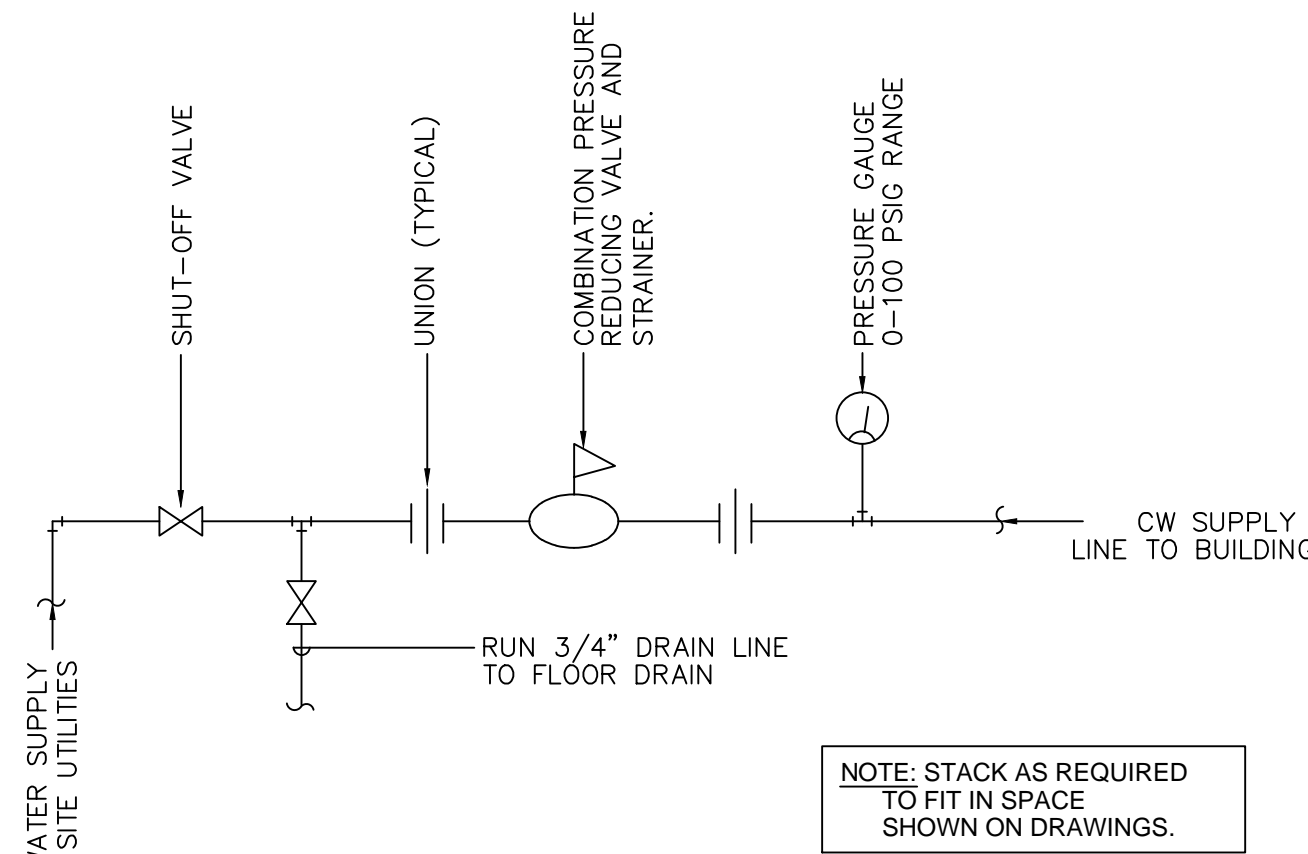 SHUT-OFF VALVE
UNION (TYPICAL)
COMBINATION PRESSURE
REDUCING VALVE AND
STRAINER.
PRESSURE GAUGE
0-100 PSIG RANGE
CW SUPPLY
LINE TO BUILDING
RUN 3/4" DRAIN LINE
TO FLOOR DRAIN
WATER SUPPLY
SITE UTILITIES
NOTE: STACK AS REQUIRED
TO FIT IN SPACE
SHOWN ON DRAWINGS.